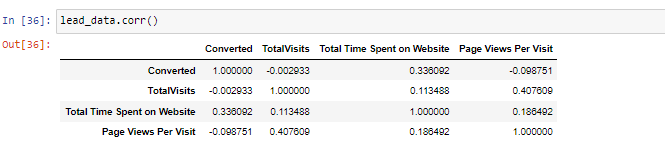 In [36]: lead_data.corr()
Out[36]:
Converted TotalVisits Total Time Spent on Website Page Views Per Visit
Converted 1.000000 -0.002933 0.336092 -0.098751
TotalVisits -0.002933 1.000000 0.113488 0.407609
Total Time Spent on Website 0.336092 0.113488 1.000000 0.186492
Page Views Per Visit -0.098751 0.407609 0.186492 1.000000